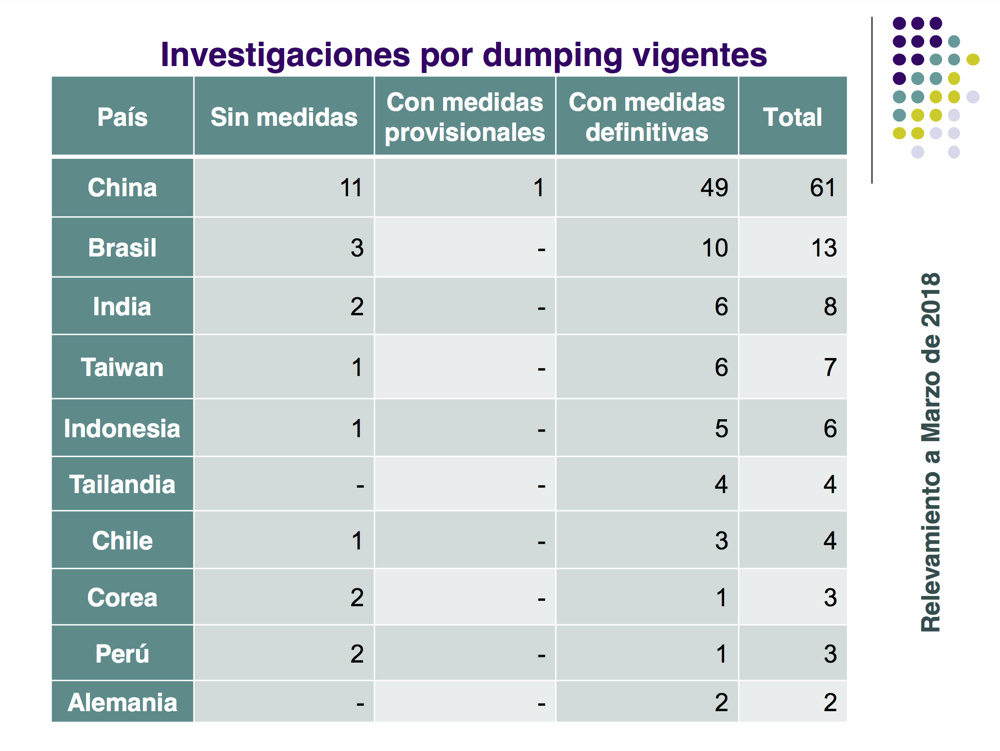 Investigaciones por dumping vigentes
País Sin medidas Con medidas provisionales Con medidas definitivas Total
China 11 1 49 61
Brasil 3 - 10 13
India 2 - 6 8
Taiwan 1 - 6 7
Indonesia 1 - 5 6
Tailandia - - 4 4
Chile 1 - 3 4
Corea 2 - 1 3
Perú 2 - 1 3
Alemania - - 2 2
Relevamiento a Marzo de 2018